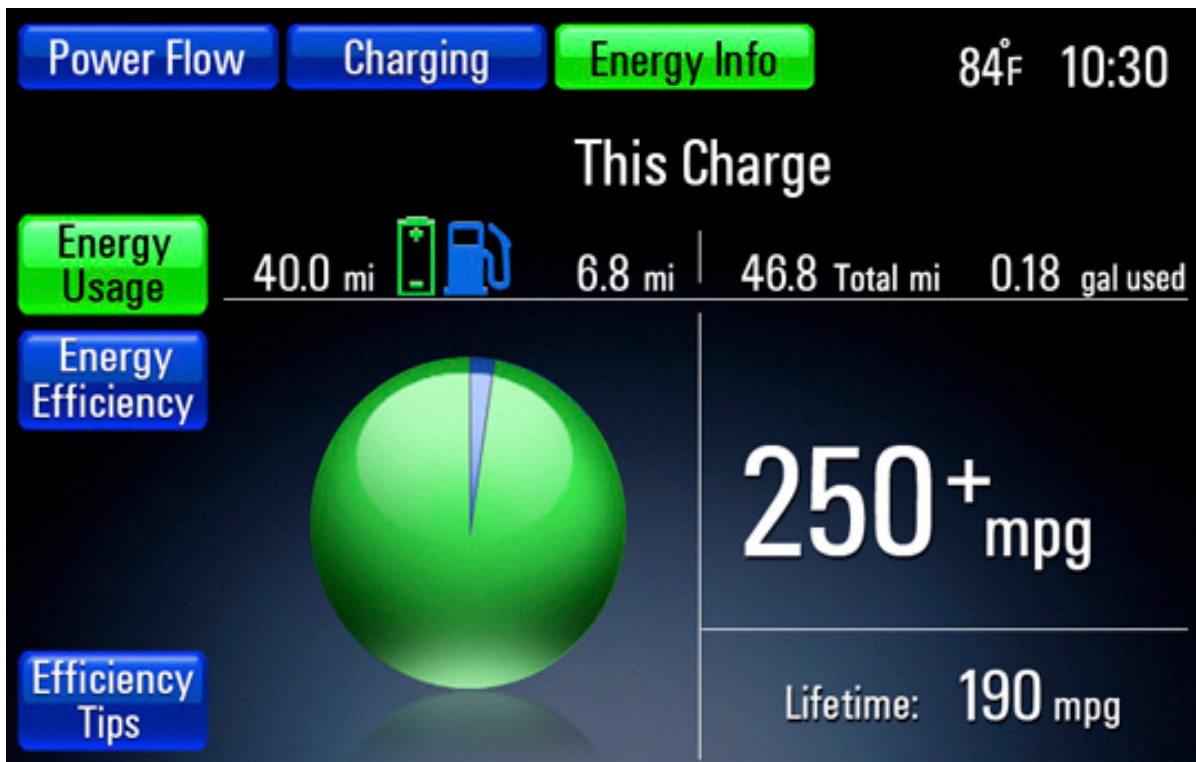 Power Flow Charging Energy Info 84°F 10:30
This Charge
Energy
Usage
40.0 mi 6.8 mi 46.8 Total mi 0.18 gal used
Energy
Efficiency
250+ mpg
Efficiency
Tips
Lifetime: 190 mpg